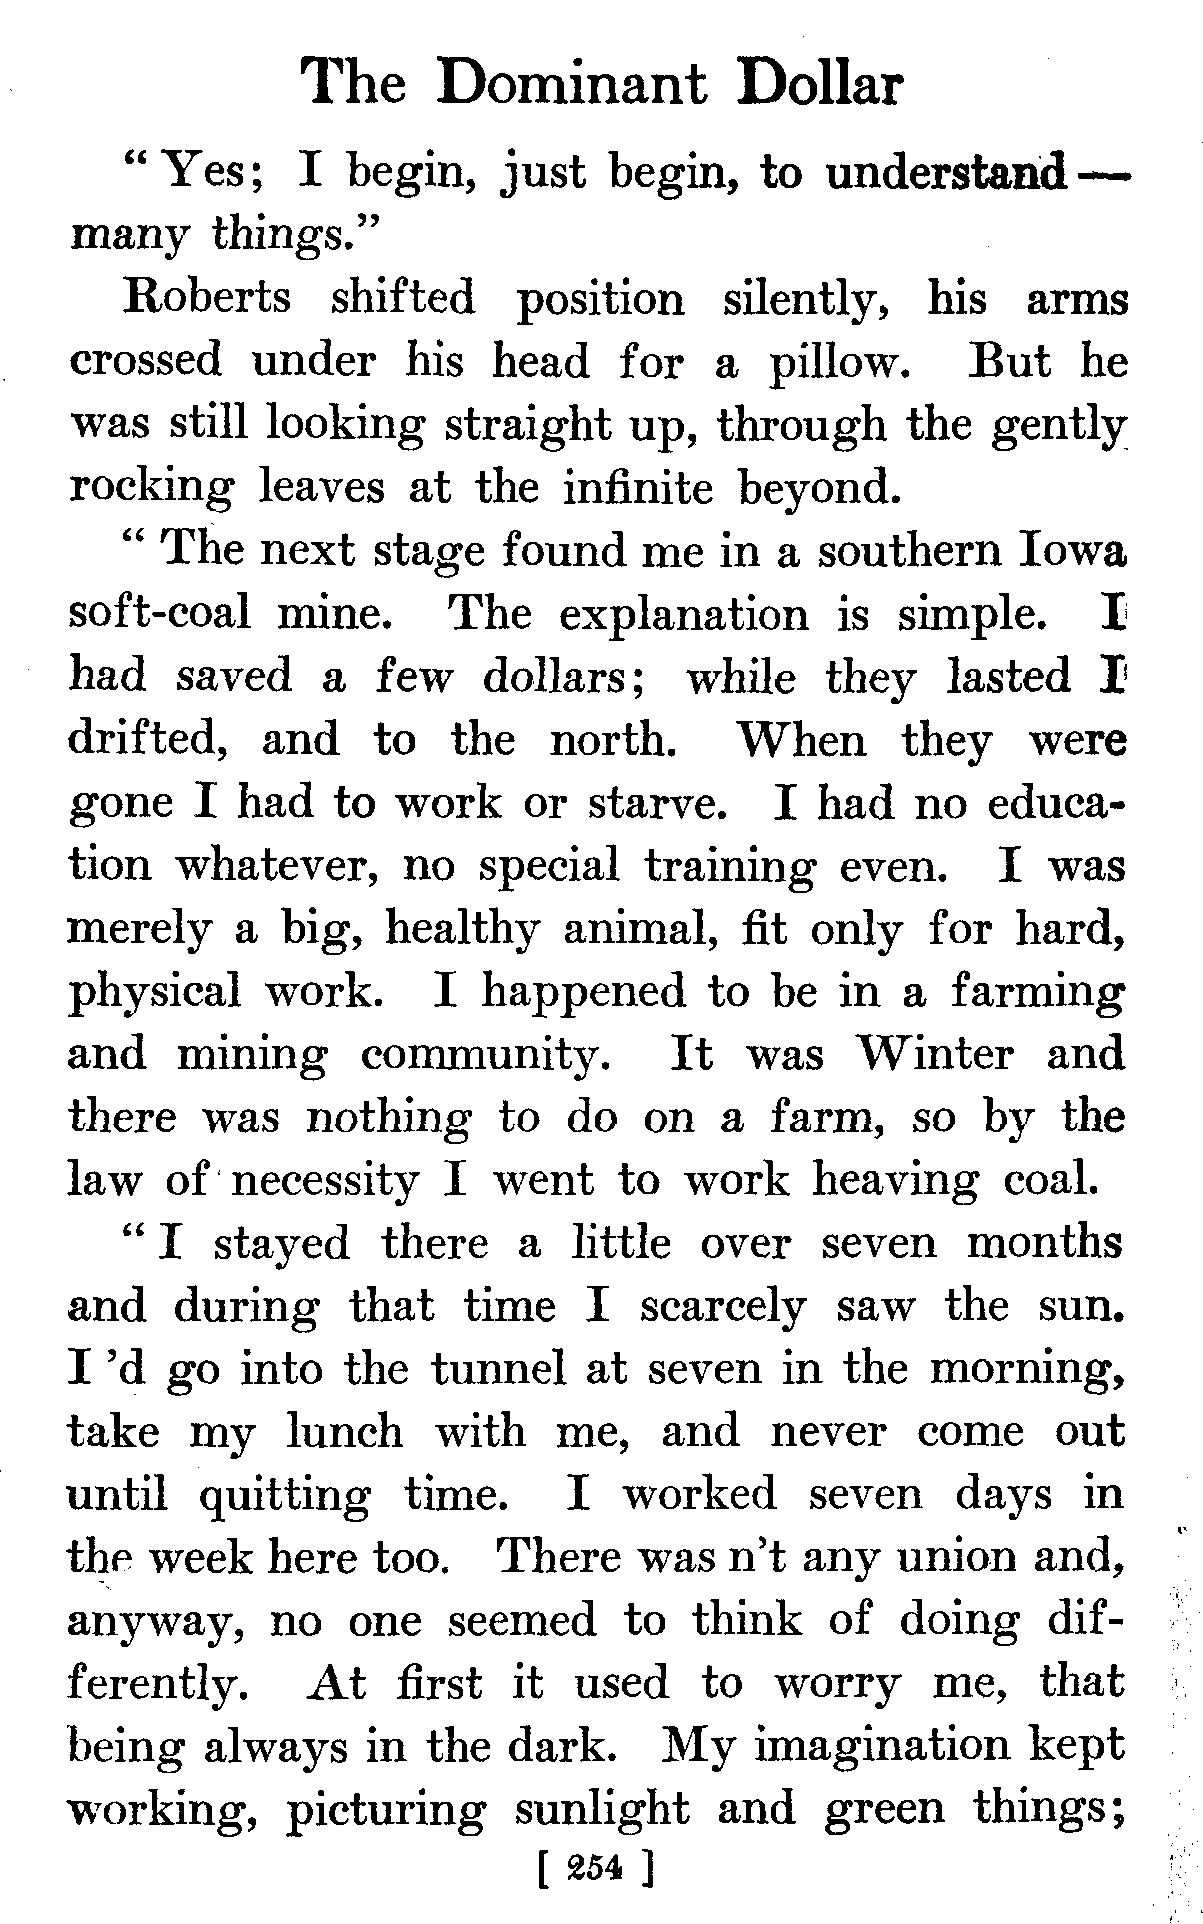 The Dominant Dollar
“ Yes; I begin, just begin, to understand —
many things.”
Roberts shifted position silently, his arms
crossed under his head for a pillow. But he
was still looking straight up, through the gently
rocking leaves at the infinite beyond.
“ The next stage found me in a southern Iowa
soft-coal mine. The explanation is simple. I
had saved a few dollars; while they lasted I
drifted, and to the north. When they were
gone I had to work or starve. I had no educa-
tion whatever, no special training even. I was
merely a big, healthy animal, fit only for hard,
physical work. I happened to be in a farming
and mining community. It was Winter and
there was nothing to do on a farm, so by the
law of necessity I went to work heaving coal.
“ I stayed there a little over seven months
and during that time I scarcely saw the sun.
I ’d go into the tunnel at seven in the morning,
take my lunch with me, and never come out
until quitting time. I worked seven days in
the week here too. There was n’t any union and,
anyway, no one seemed to think of doing dif-
ferently. At first it used to worry me, that
being always in the dark. My imagination kept
working, picturing sunlight and green things;
[ 254 ]